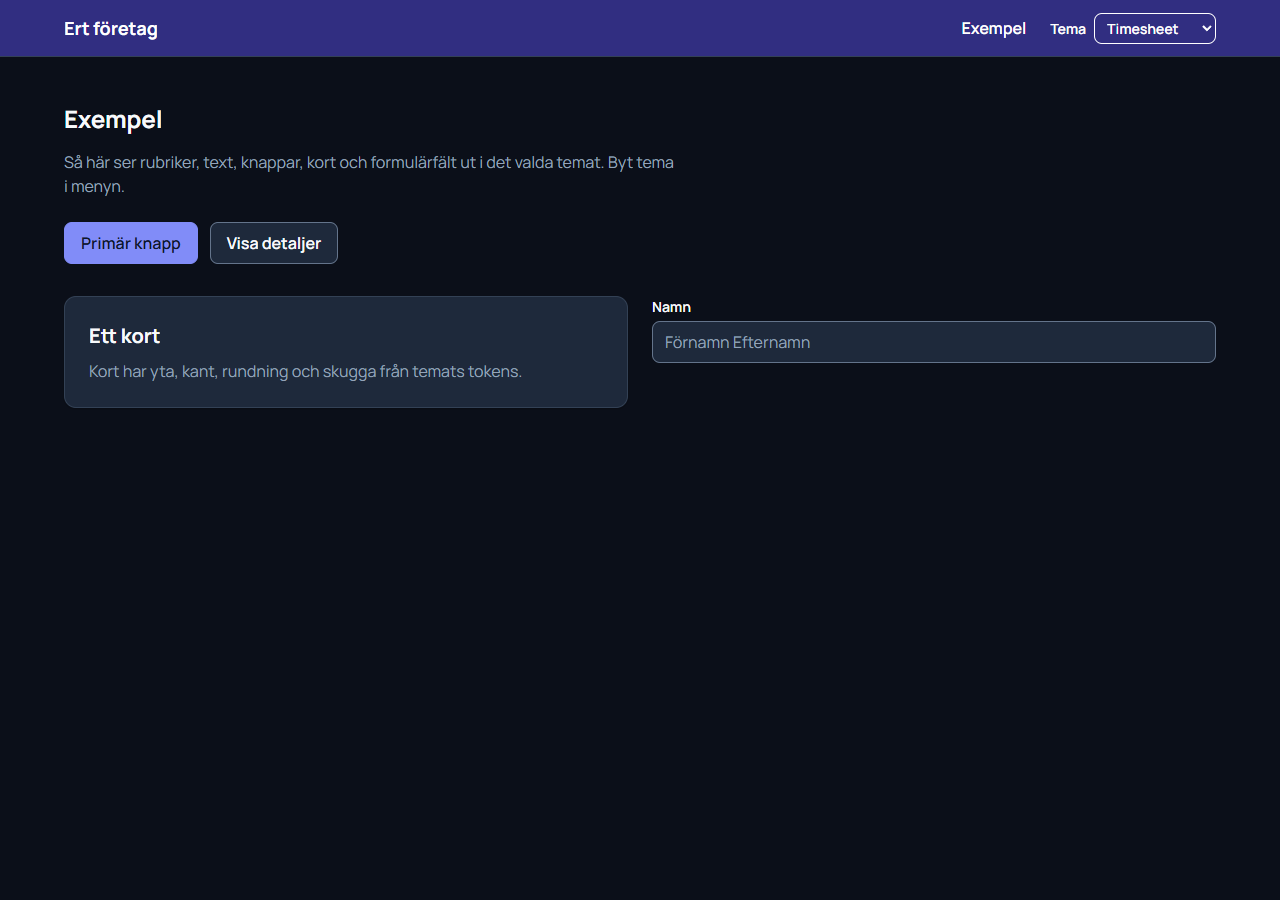 Ert företag
Exempel
Tema
Timesheet
Exempel
Så här ser rubriker, text, knappar, kort och formulärfält ut i det valda temat. Byt tema
i menyn.
Primär knapp
Visa detaljer
Ett kort
Kort har yta, kant, rundning och skugga från temats tokens.
Namn
Förnamn Efternamn